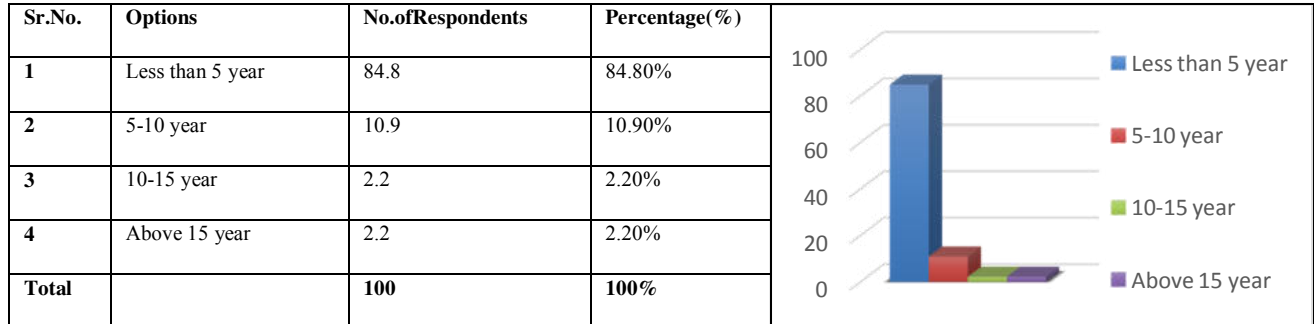 Sr.No. Options No.ofRespondents Percentage(%)
1 Less than 5 year 84.8 84.80%
2 5-10 year 10.9 10.90%
3 10-15 year 2.2 2.20%
4 Above 15 year 2.2 2.20%
Total 100 100%
100
80
60
40
20
0
Less than 5 year
5-10 year
10-15 year
Above 15 year